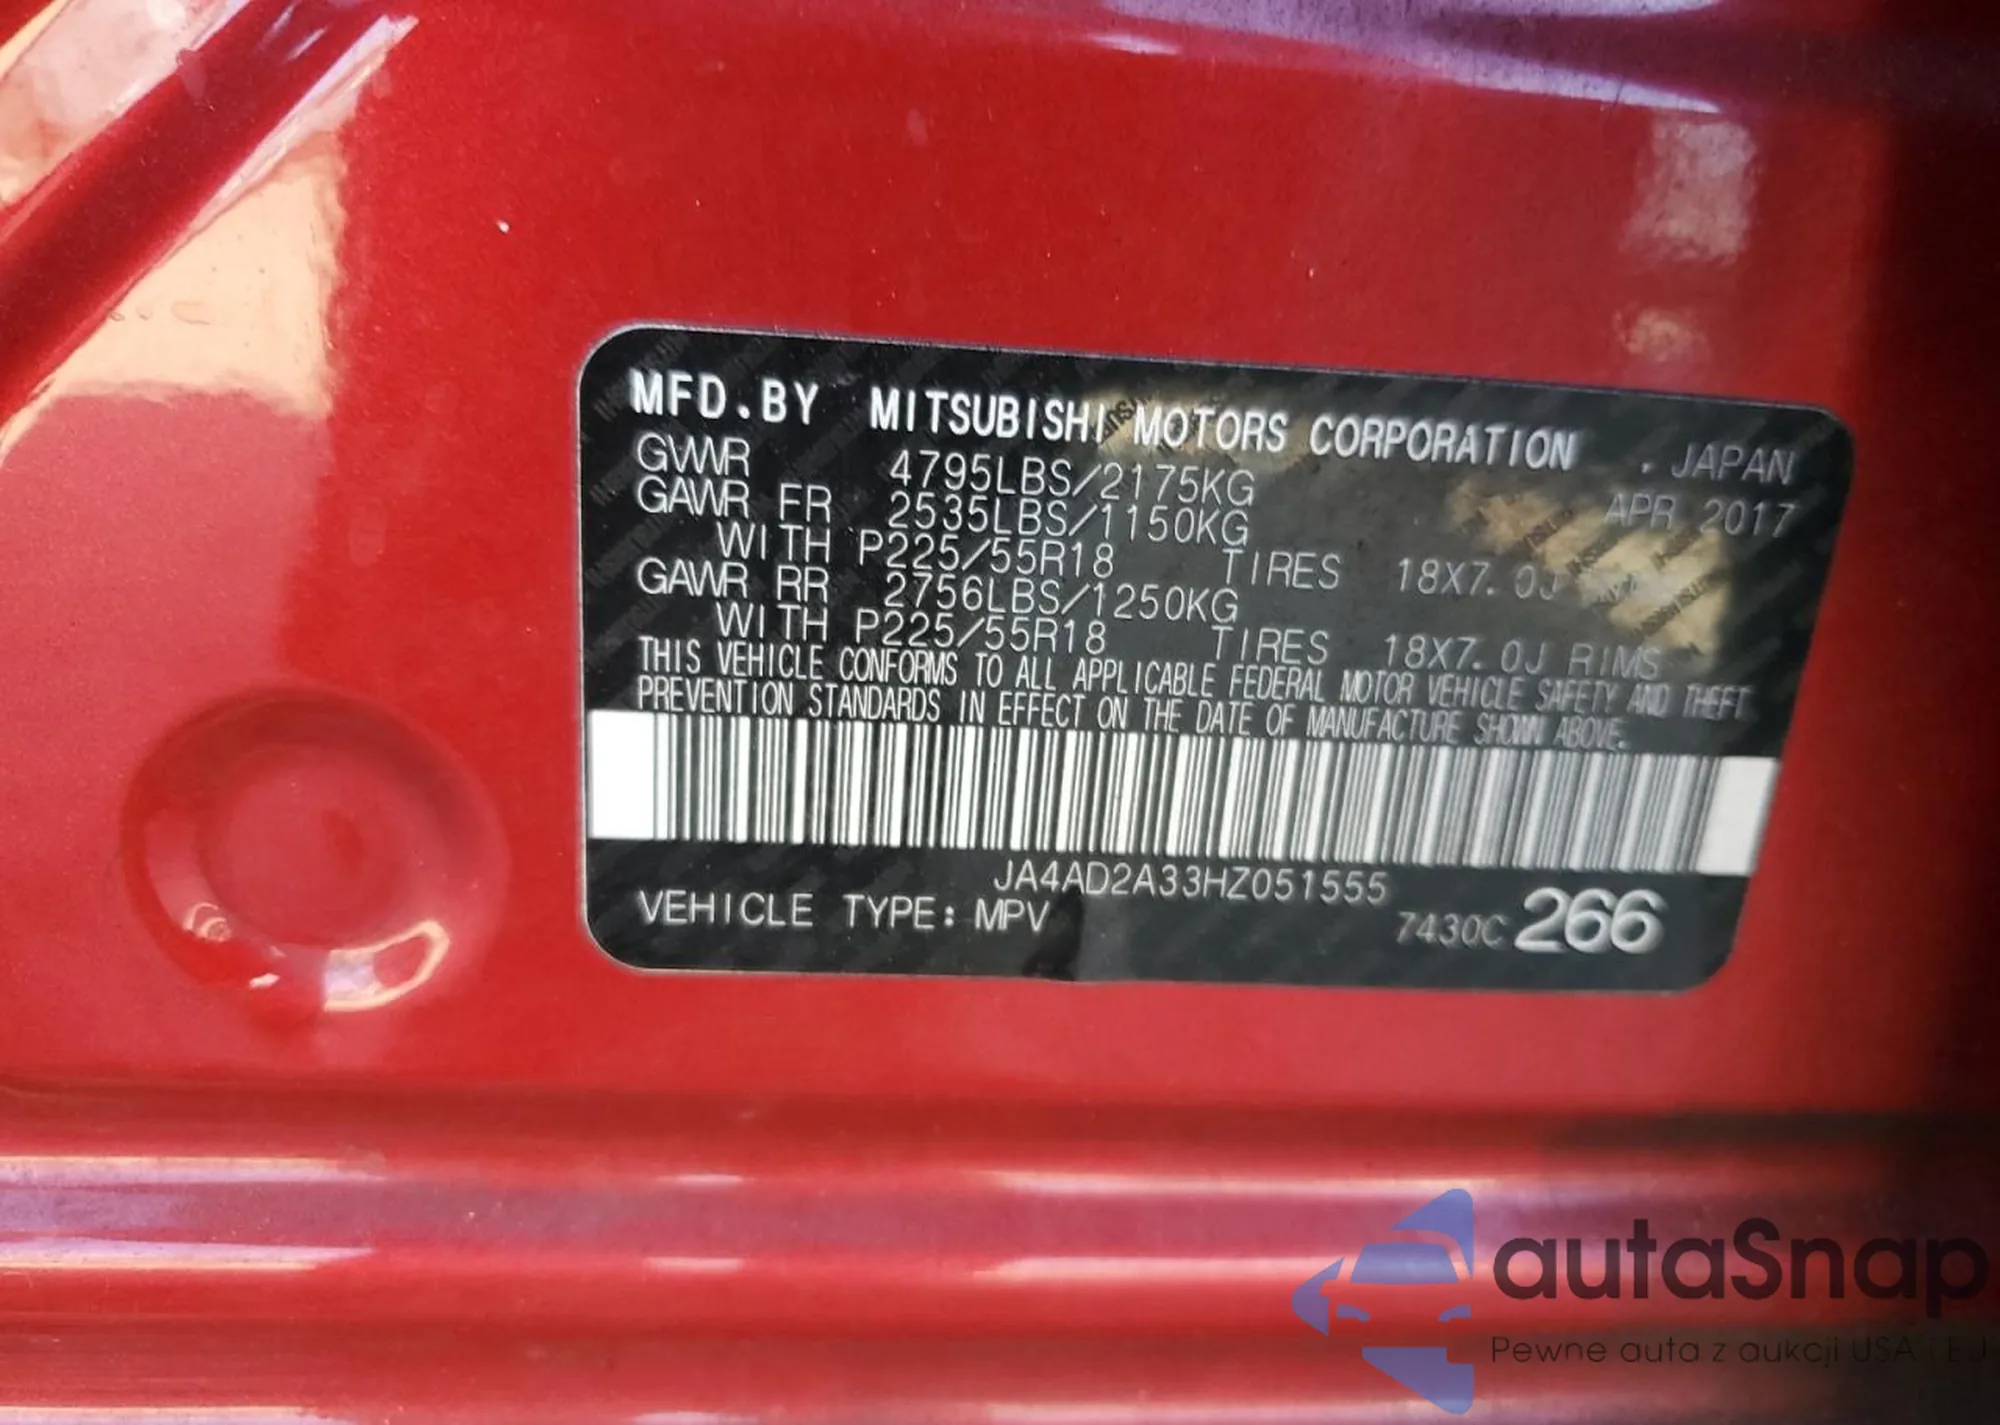 MFD.BY MITSUBISHI MOTORS CORPORATION . JAPAN
GVWR 4795LBS/2175KG APR 2017
GAWR FR 2535LBS/1150KG
WITH P225/55R18 TIRES 18X7.0J
GAWR RR 2756LBS/1250KG
WITH P225/55R18 TIRES 18X7.0J RIMS
THIS VEHICLE CONFORMS TO ALL APPLICABLE FEDERAL MOTOR VEHICLE SAFETY AND THEFT
PREVENTION STANDARDS IN EFFECT ON THE DATE OF MANUFACTURE SHOWN ABOVE.
JA4AD2A33HZ051555
VEHICLE TYPE: MPV 7430C 266
autaSnap
Pewne auta z aukcji USA i EU